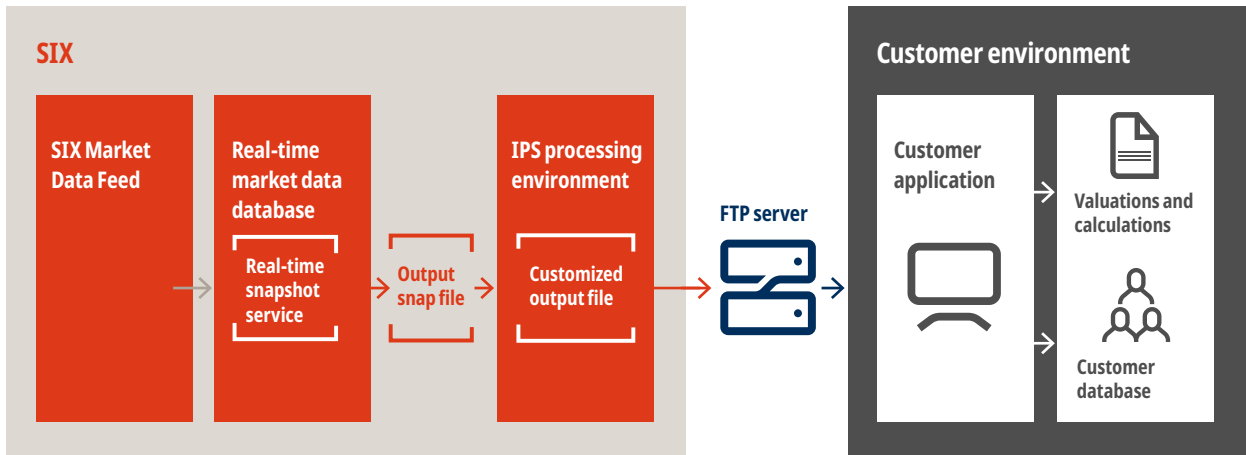 SIX
SIX Market
Data Feed
Real-time
market data
database
Real-time
snapshot
service
Output
snap file
IPS processing
environment
Customized
output file
FTP server
Customer environment
Customer
application
Valuations and
calculations
Customer
database